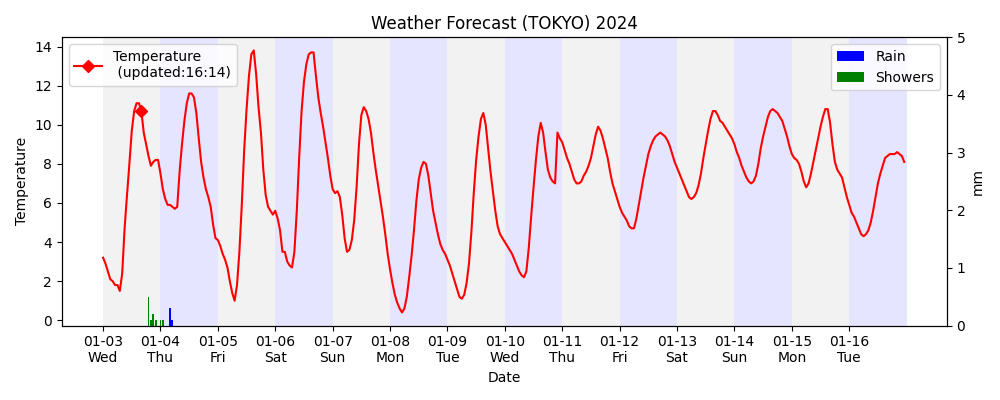 Weather Forecast (TOKYO) 2024
Temperature
(updated:16:14)
Rain
Showers
Temperature
14
12
10
8
6
4
2
0
5
4
3
2
1
0
mm
01-03 01-04 01-05 01-06 01-07 01-08 01-09 01-10 01-11 01-12 01-13 01-14 01-15 01-16
Wed Thu Fri Sat Sun Mon Tue Wed Thu Fri Sat Sun Mon Tue
Date